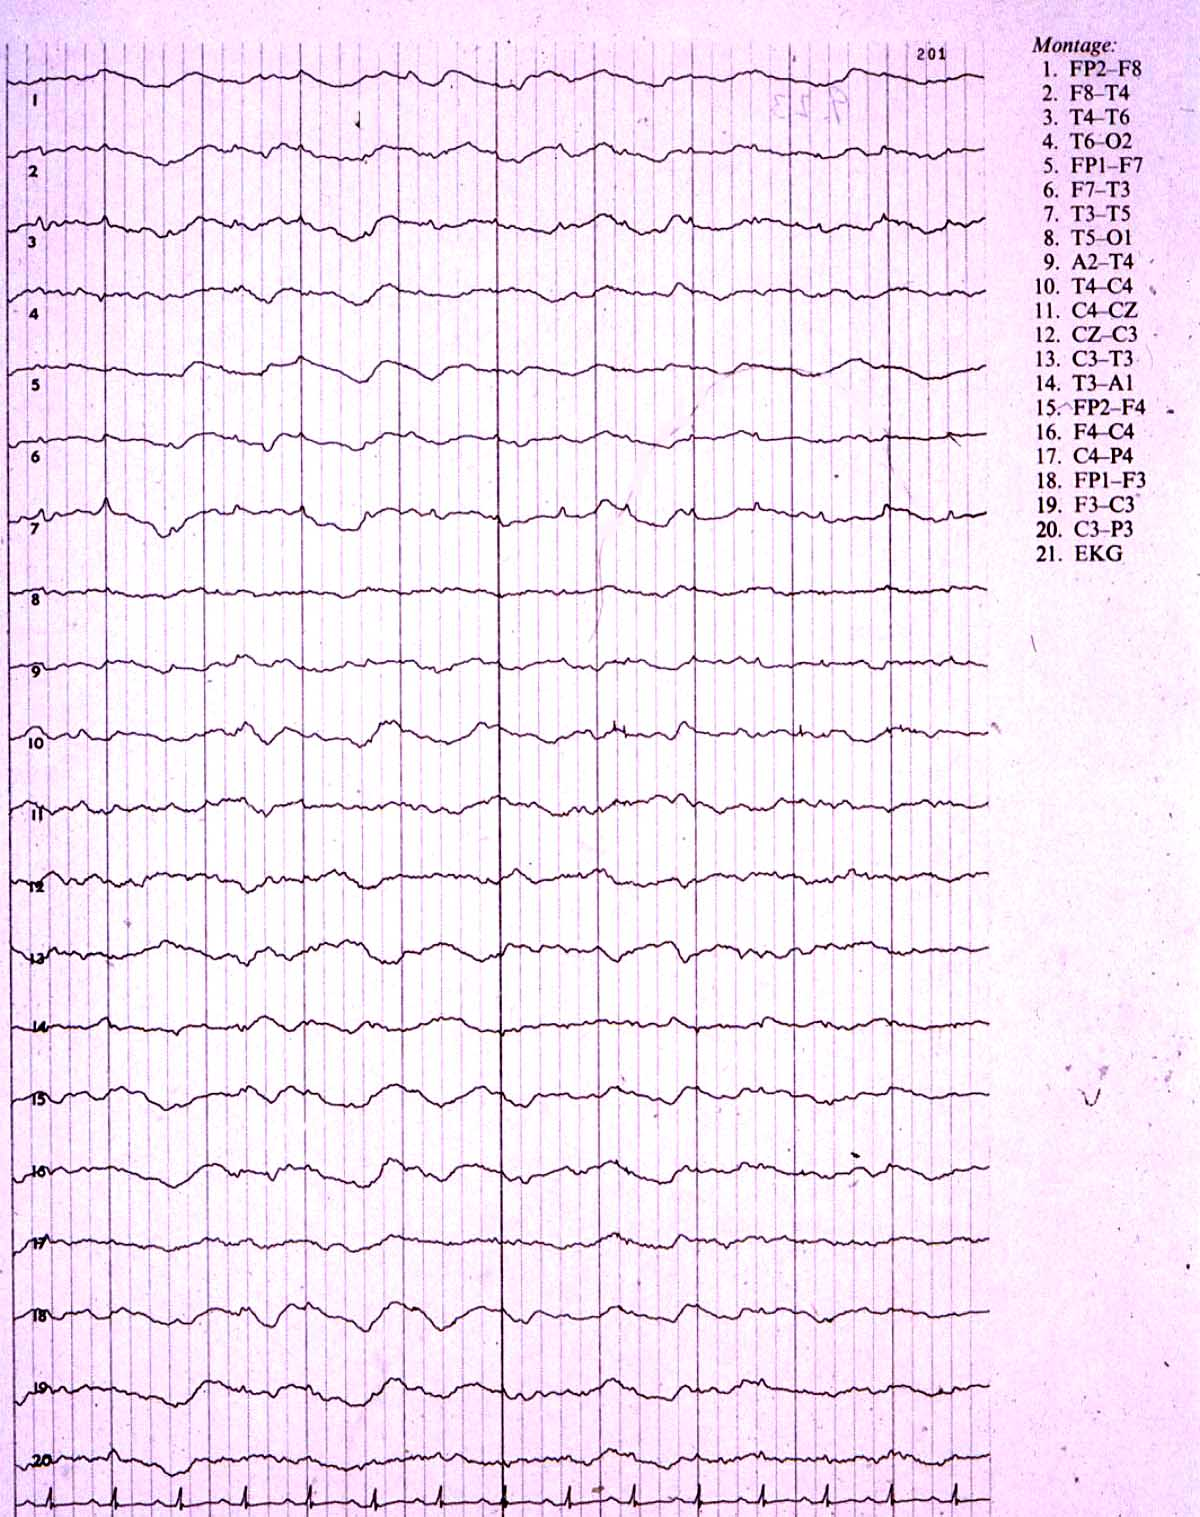 201
Montage:
1. FP2–F8
2. F8–T4
3. T4–T6
4. T6–O2
5. FP1–F7
6. F7–T3
7. T3–T5
8. T5–O1
9. A2–T4
10. T4–C4
11. C4–CZ
12. CZ–C3
13. C3–T3
14. T3–A1
15. FP2–F4
16. F4–C4
17. C4–P4
18. FP1–F3
19. F3–C3
20. C3–P3
21. EKG
1
2
3
4
5
6
7
8
9
10
11
12
13
14
15
16
17
18
19
20